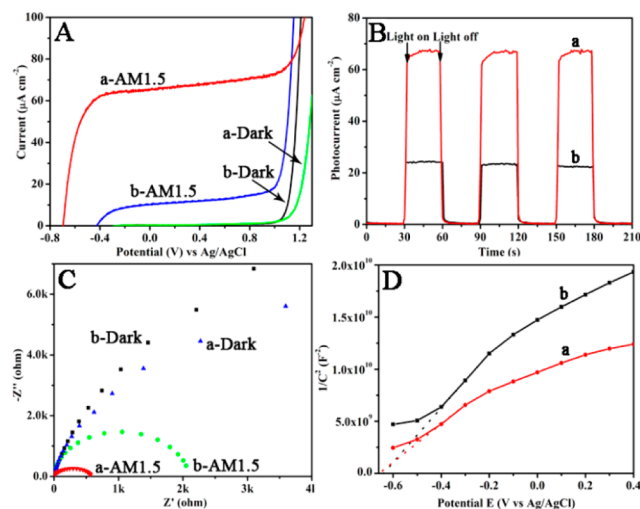 A
100
80
60
40
20
0
Current (μA cm⁻²)
a-AM1.5
a-Dark
b-Dark
b-AM1.5
-0.8 -0.4 0.0 0.4 0.8 1.2
Potential (V) vs Ag/AgCl
B
80
60
40
20
0
Photocurrent (μA cm⁻²)
Light on Light off
a
b
0 30 60 90 120 150 180 210
Time (s)
C
6.0k
4.0k
2.0k
0.0
-Z'' (ohm)
b-Dark
a-Dark
a-AM1.5
b-AM1.5
0 1k 2k 3k 4l
Z' (ohm)
D
2.0x10¹⁰
1.5x10¹⁰
1.0x10¹⁰
5.0x10⁹
0.0
1/C² (F⁻²)
b
a
-0.6 -0.4 -0.2 0.0 0.2 0.4
Potential E (V vs Ag/AgCl)